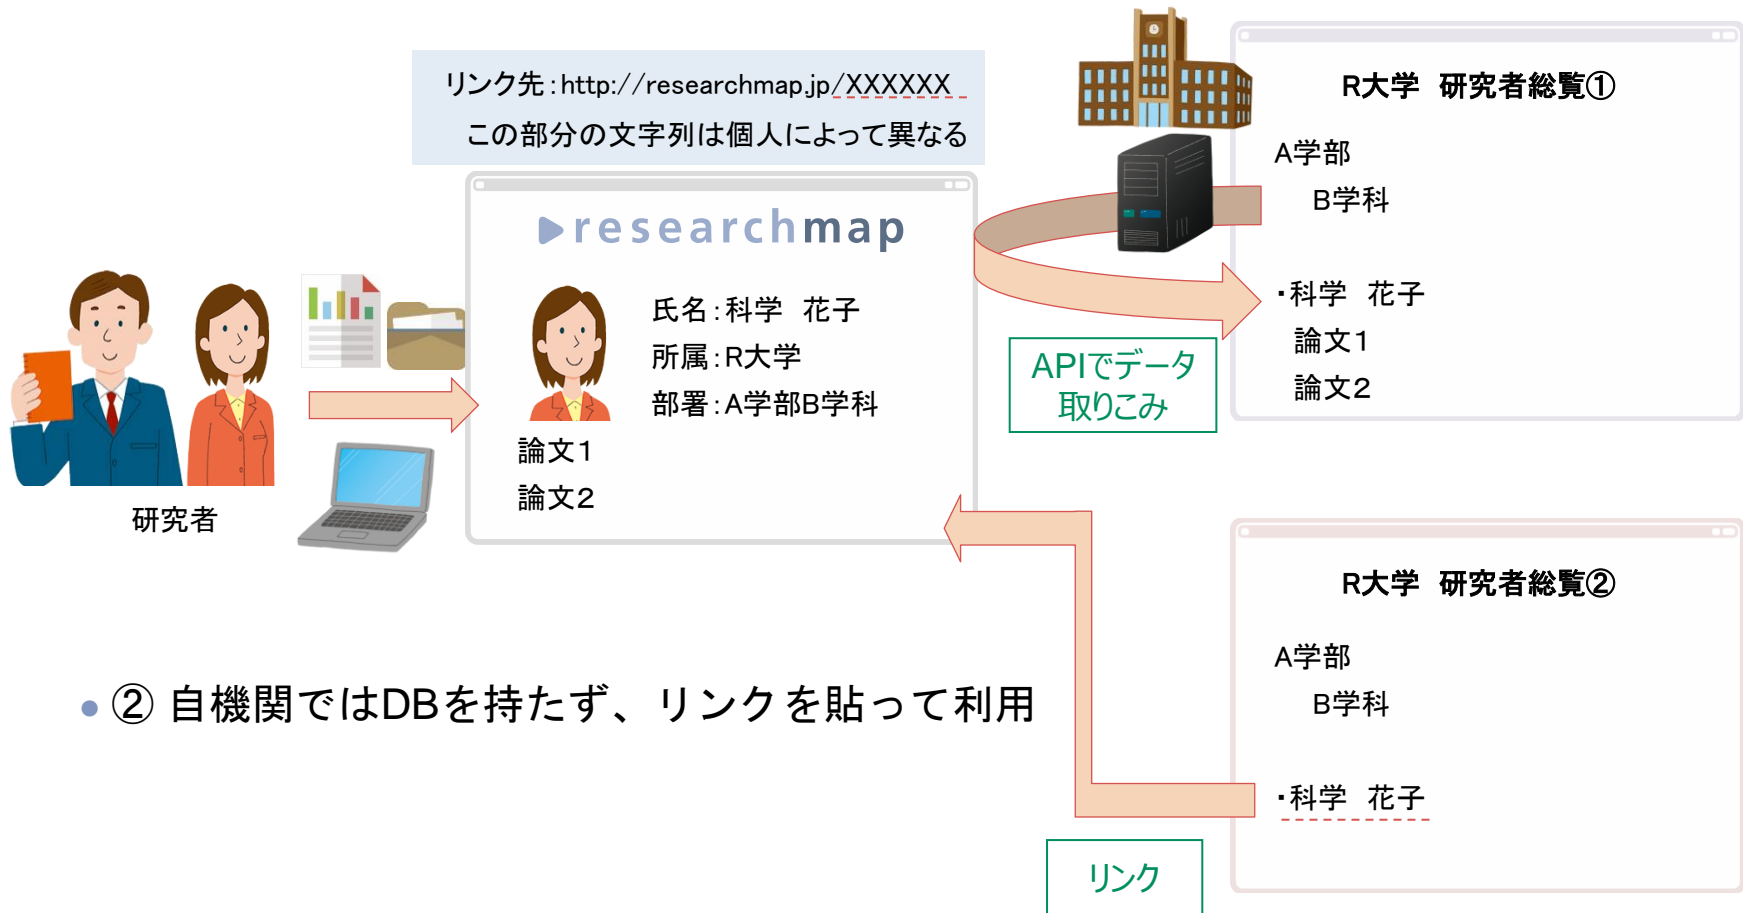 リンク先：http://researchmap.jp/XXXXXX
この部分の文字列は個人によって異なる
researchmap
氏名：科学　花子
所属：R大学
部署：A学部B学科
論文1
論文2
研究者
R大学　研究者総覧①
A学部
B学科
・科学　花子
論文1
論文2
APIでデータ
取りこみ
• ② 自機関ではDBを持たず、リンクを貼って利用
R大学　研究者総覧②
A学部
B学科
・科学　花子
リンク